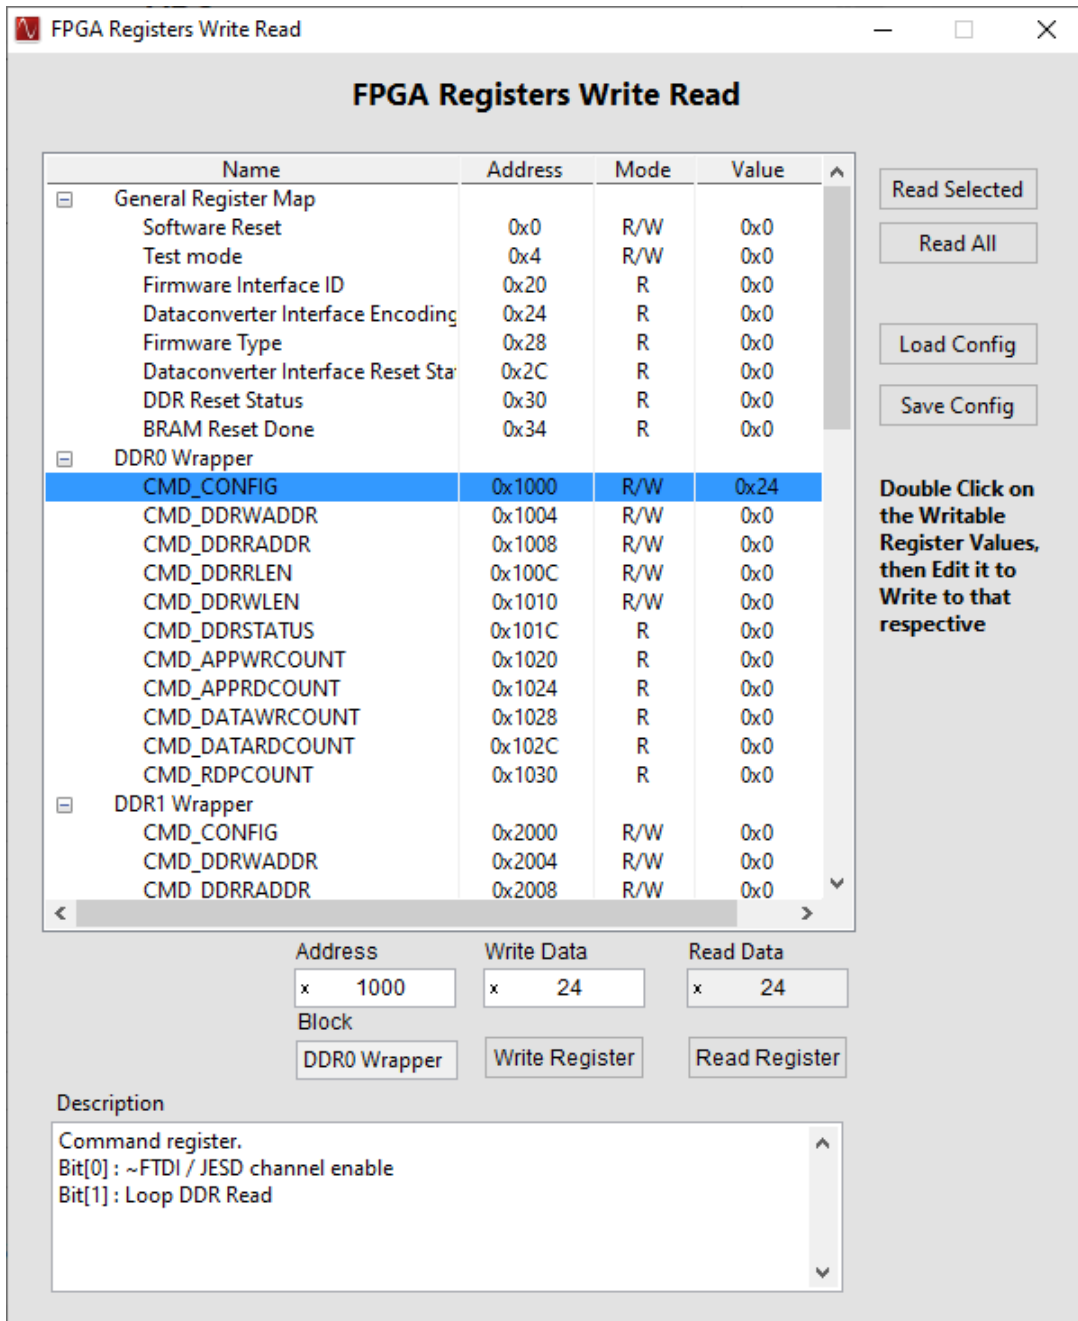 FPGA Registers Write Read
FPGA Registers Write Read
Name Address Mode Value
General Register Map
Software Reset 0x0 R/W 0x0
Test mode 0x4 R/W 0x0
Firmware Interface ID 0x20 R 0x0
Dataconverter Interface Encoding 0x24 R 0x0
Firmware Type 0x28 R 0x0
Dataconverter Interface Reset Sta 0x2C R 0x0
DDR Reset Status 0x30 R 0x0
BRAM Reset Done 0x34 R 0x0
DDR0 Wrapper
CMD_CONFIG 0x1000 R/W 0x24
CMD_DDRWADDR 0x1004 R/W 0x0
CMD_DDRRADDR 0x1008 R/W 0x0
CMD_DDRRLEN 0x100C R/W 0x0
CMD_DDRWLEN 0x1010 R/W 0x0
CMD_DDRSTATUS 0x101C R 0x0
CMD_APPWRCOUNT 0x1020 R 0x0
CMD_APPRDCOUNT 0x1024 R 0x0
CMD_DATAWRCOUNT 0x1028 R 0x0
CMD_DATARDCOUNT 0x102C R 0x0
CMD_RDPCOUNT 0x1030 R 0x0
DDR1 Wrapper
CMD_CONFIG 0x2000 R/W 0x0
CMD_DDRWADDR 0x2004 R/W 0x0
CMD_DDRRADDR 0x2008 R/W 0x0
Read Selected
Read All
Load Config
Save Config
Double Click on
the Writable
Register Values,
then Edit it to
Write to that
respective
Address Write Data Read Data
x 1000 x 24 x 24
Block
DDR0 Wrapper Write Register Read Register
Description
Command register.
Bit[0] : ~FTDI / JESD channel enable
Bit[1] : Loop DDR Read